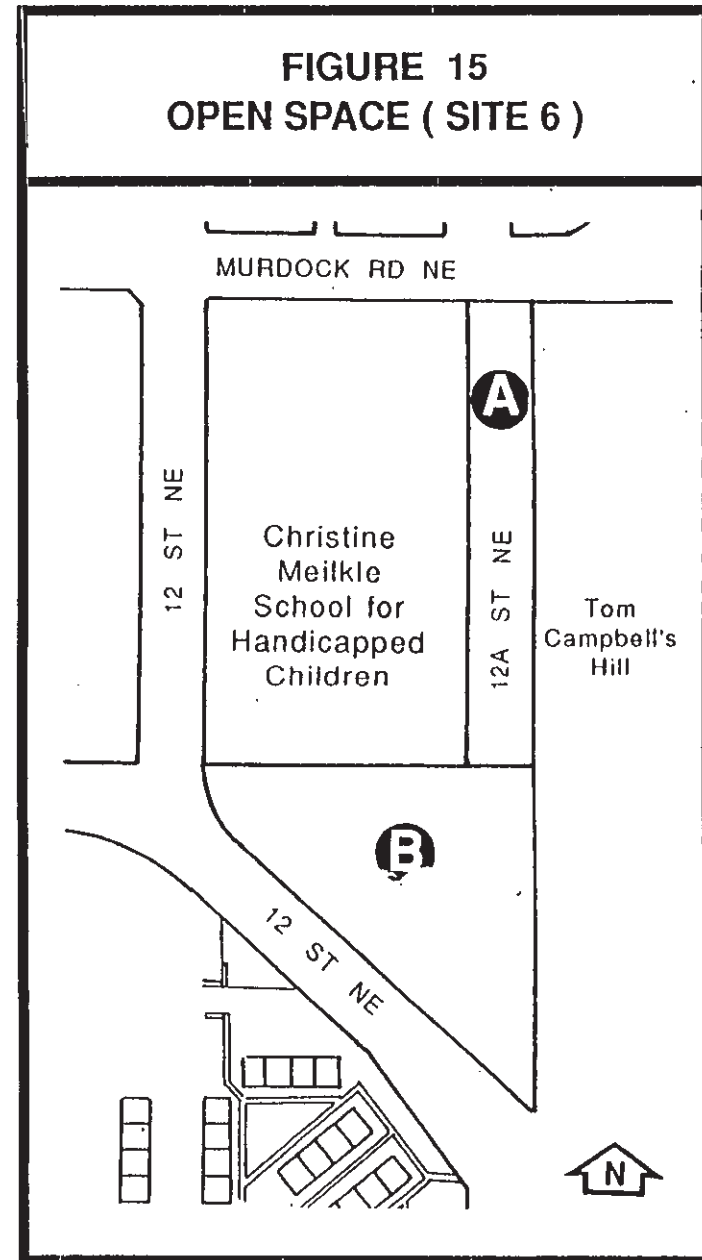 FIGURE 15
OPEN SPACE ( SITE 6 )
MURDOCK RD NE
A
12 ST NE
Christine
Meilkle
School for
Handicapped
Children
12A ST NE
Tom
Campbell's
Hill
B
12 ST NE
N